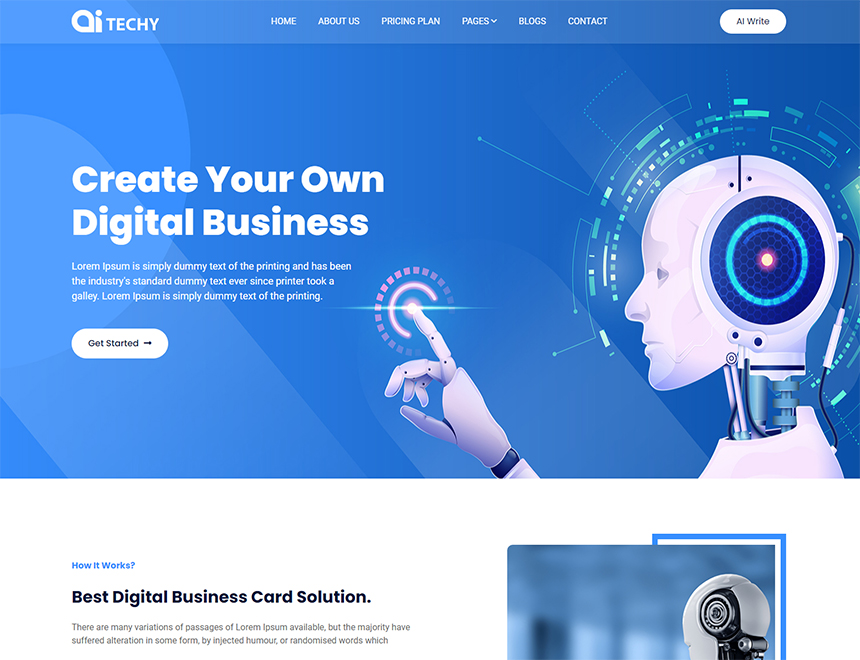 ai TECHY
HOME ABOUT US PRICING PLAN PAGES BLOGS CONTACT
AI Write
Create Your Own
Digital Business
Lorem Ipsum is simply dummy text of the printing and has been
the industry's standard dummy text ever since printer took a
galley. Lorem Ipsum is simply dummy text of the printing.
Get Started
How It Works?
Best Digital Business Card Solution.
There are many variations of passages of Lorem Ipsum available, but the majority have
suffered alteration in some form, by injected humour, or randomised words which